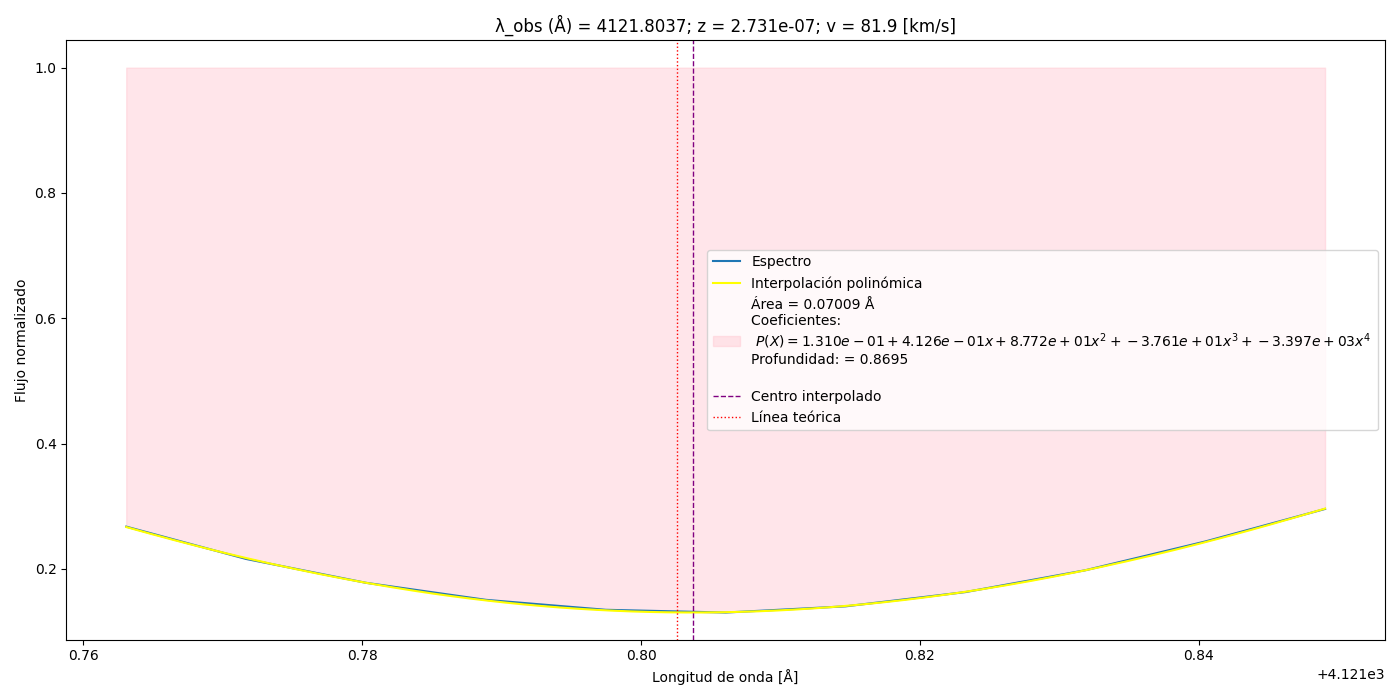 λ_obs (Å) = 4121.8037; z = 2.731e-07; v = 81.9 [km/s]
Flujo normalizado
1.0
0.8
0.6
0.4
0.2
Espectro
Interpolación polinómica
Área = 0.07009 Å
Coeficientes:
P(X) = 1.310e − 01 + 4.126e − 01x + 8.772e + 01x² + −3.761e + 01x³ + −3.397e + 03x⁴
Profundidad: = 0.8695
Centro interpolado
Línea teórica
0.76 0.78 0.80 0.82 0.84
+4.121e3
Longitud de onda [Å]